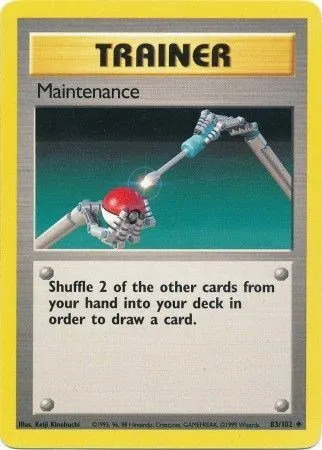 TRAINER
Maintenance
Shuffle 2 of the other cards from
your hand into your deck in
order to draw a card.
Illus. Keiji Kinebuchi ©1995, 96, 98 Nintendo, Creatures, GAMEFREAK. ©1999 Wizards. 83/102 ◆